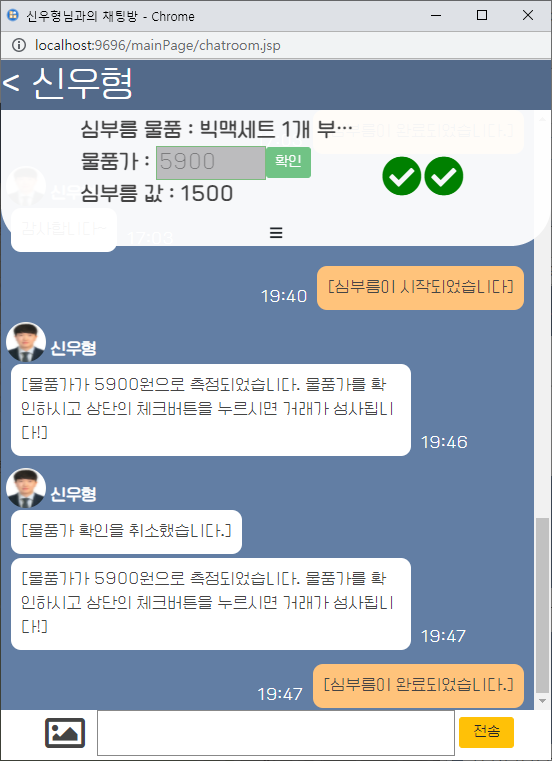 신우형님과의 채팅방 - Chrome
localhost:9696/mainPage/chatroom.jsp
< 신우형
심부름 물품 : 빅맥세트 1개 부…
물품가 : 5900 확인
심부름 값 : 1500
감사합니다~ 17:03
19:40 [심부름이 시작되었습니다]
신우형
[물품가가 5900원으로 측정되었습니다. 물품가를 확
인하시고 상단의 체크버튼을 누르시면 거래가 성사됩니
다!]
19:46
신우형
[물품가 확인을 취소했습니다.]
[물품가가 5900원으로 측정되었습니다. 물품가를 확
인하시고 상단의 체크버튼을 누르시면 거래가 성사됩니
다!]
19:47
19:47 [심부름이 완료되었습니다.]
전송